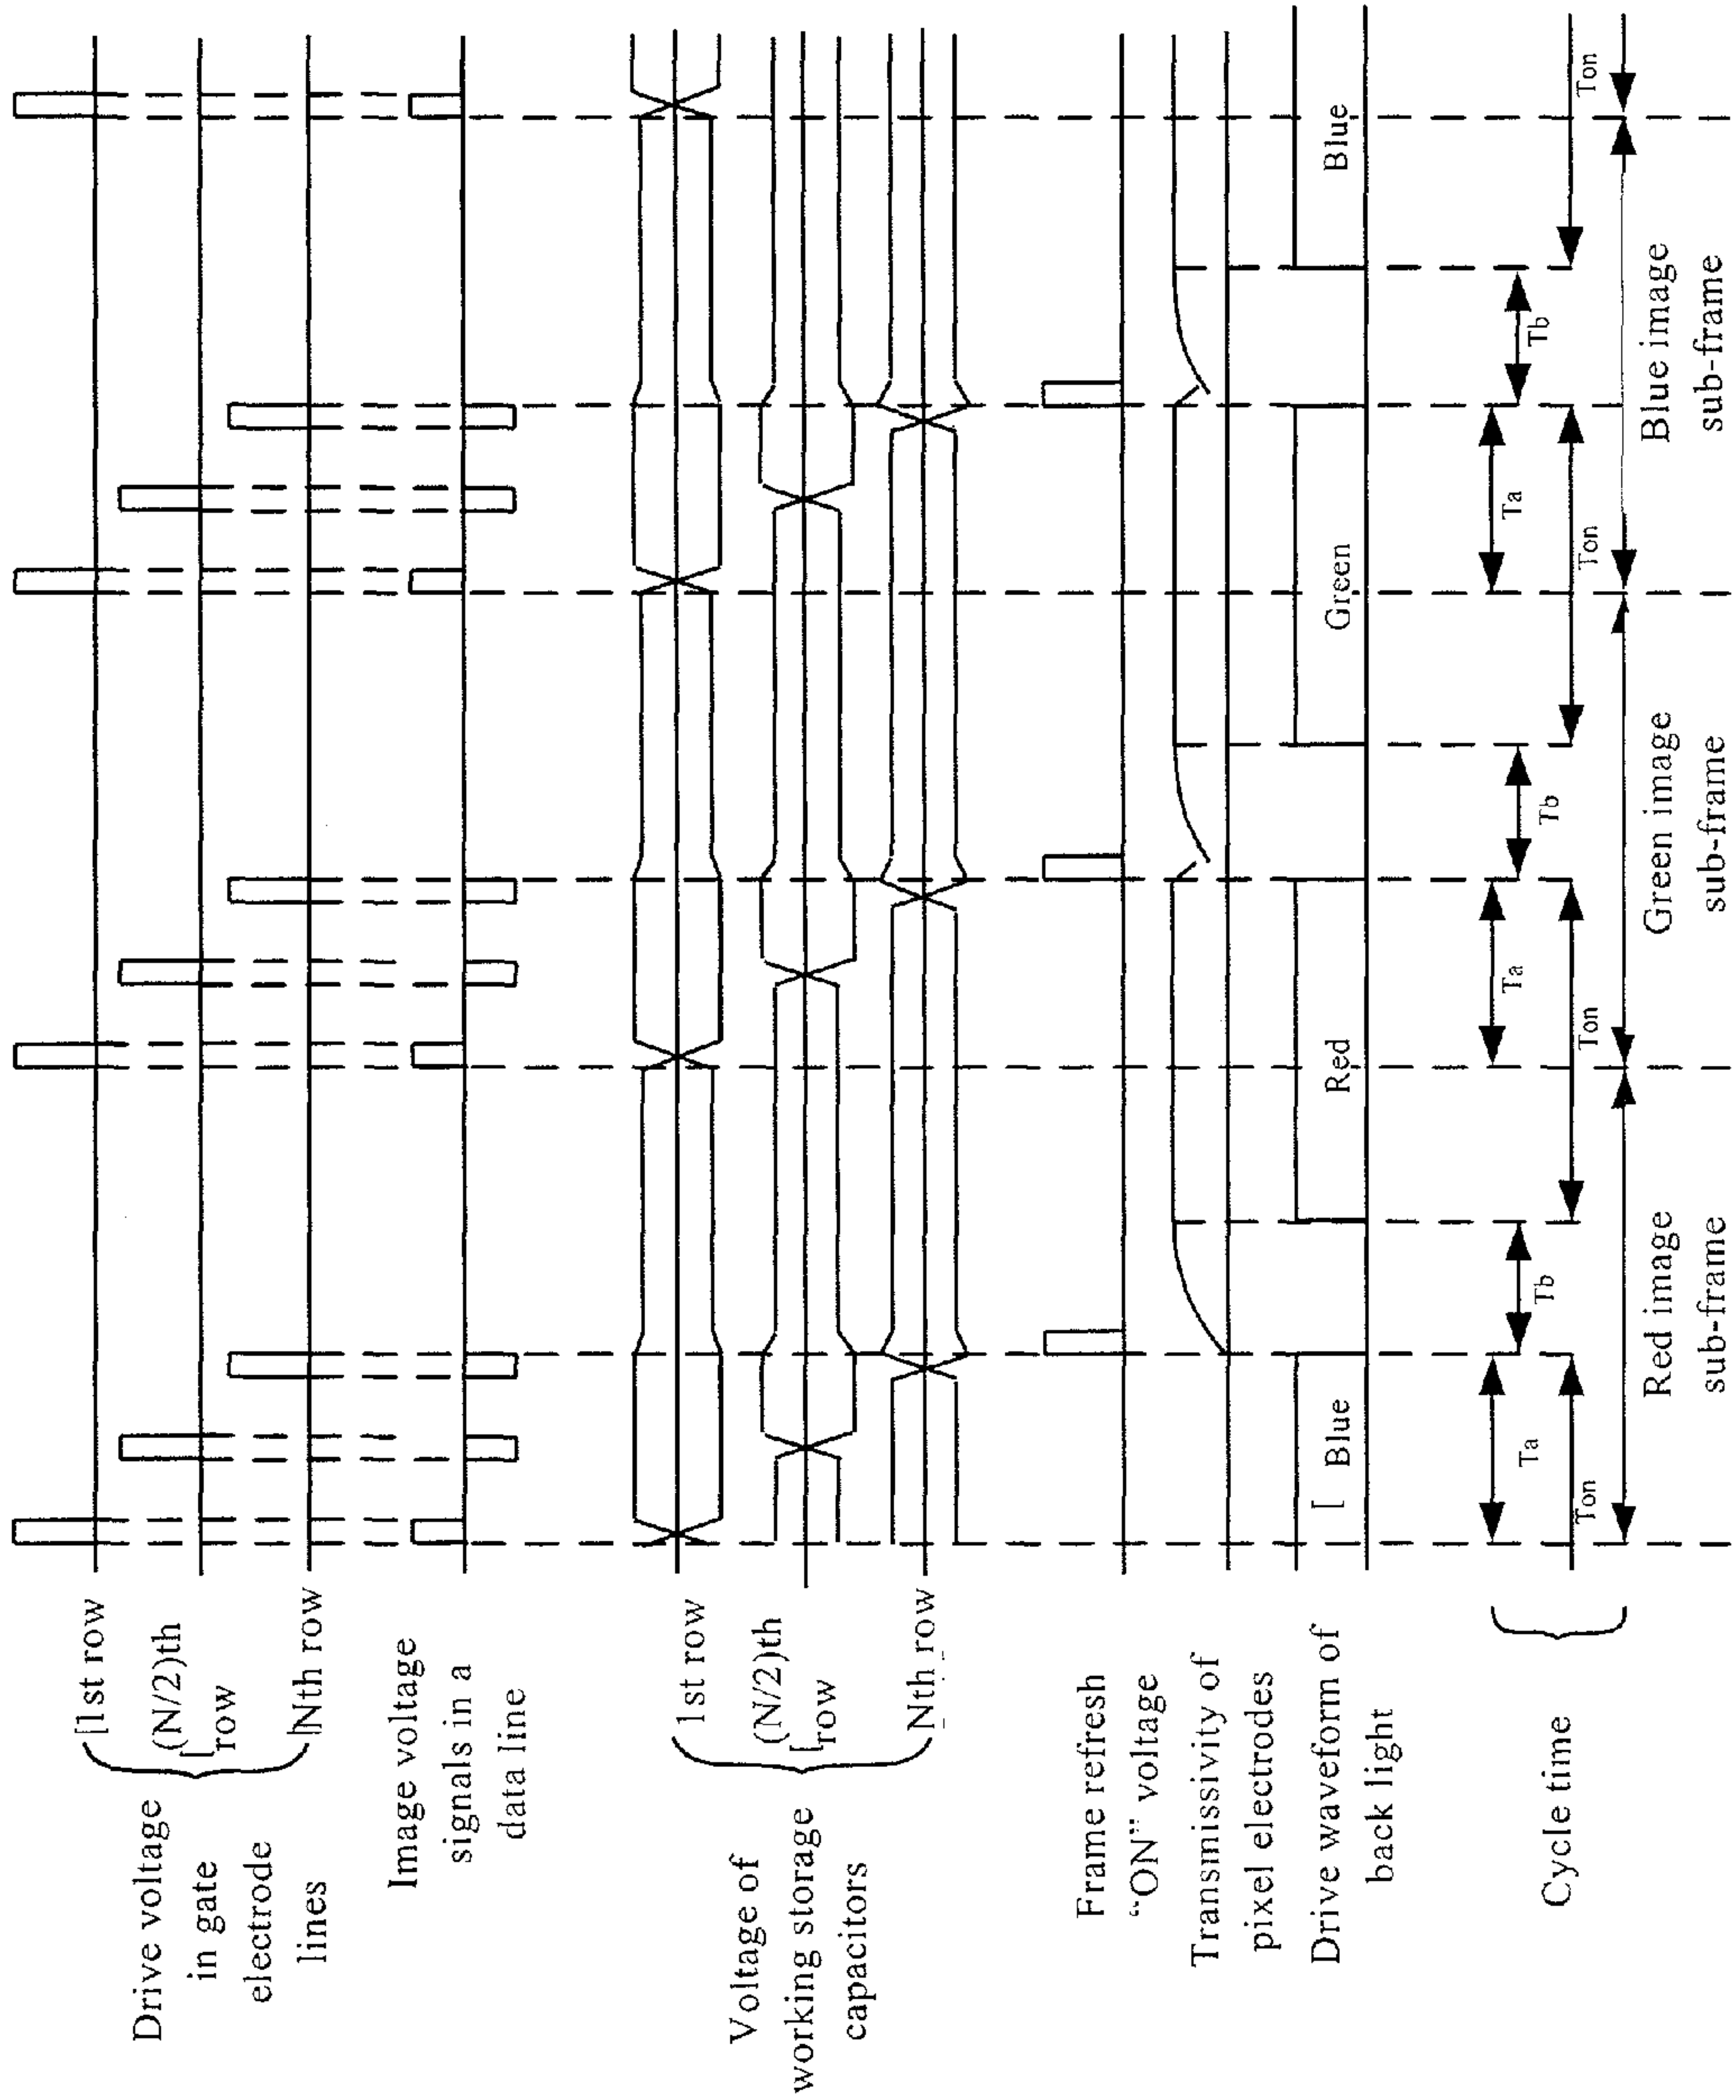 Drive voltage
in gate
electrode
lines
[1st row
(N/2)th
[row
[Nth row
Image voltage
signals in a
data line
Voltage of
working storage
capacitors
1st row
(N/2)th
[row
Nth row
Frame refresh
“ON” voltage
Transmissivity of
pixel electrodes
Drive waveform of
back light
[ Blue
Red
Green
Blue
Cycle time
Ta
Tb
Ta
Tb
Ta
Tb
Ton
Ton
Ton
Ton
Red image
sub-frame
Green image
sub-frame
Blue image
sub-frame